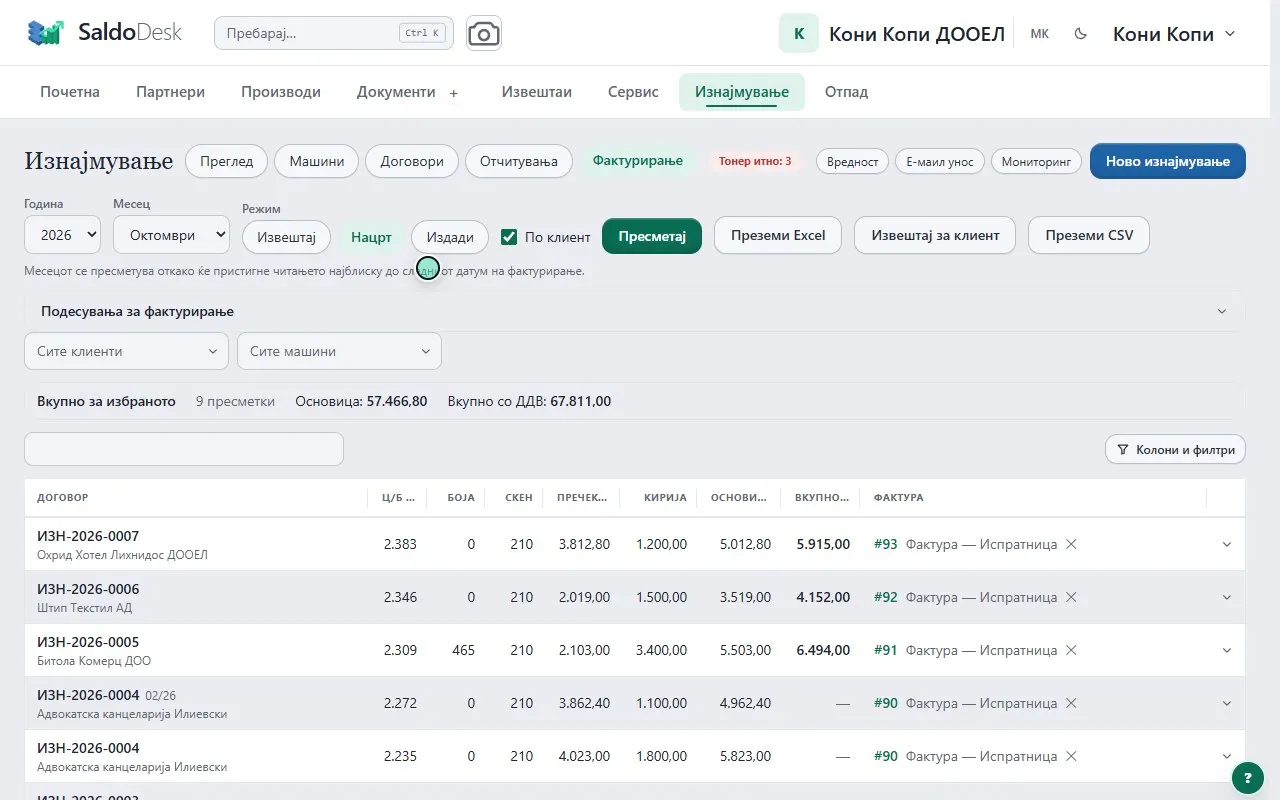 SaldoDesk
Пребарај... Ctrl K
K Кони Копи ДООЕЛ МК Кони Копи
Почетна Партнери Производи Документи + Извештаи Сервис Изнајмување Отпад
Изнајмување Преглед Машини Договори Отчитувања Фактурирање Тонер итно: 3 Вредност Е-маил унос Мониторинг Ново изнајмување
Година Месец Режим
2026 Октомври Извештај Нацрт Издади По клиент Пресметај Преземи Excel Извештај за клиент Преземи CSV
Месецот се пресметува откако ќе пристигне читањето најблиску до от датум на фактурирање.
Подесувања за фактурирање
Сите клиенти Сите машини
Вкупно за избраното 9 пресметки Основица: 57.466,80 Вкупно со ДДВ: 67.811,00
Колони и филтри
ДОГОВОР Ц/Б ... БОЈА СКЕН ПРЕЧЕК... КИРИЈА ОСНОВИ... ВКУПНО... ФАКТУРА
ИЗН-2026-0007
Охрид Хотел Лихнидос ДООЕЛ
2.383 0 210 3.812,80 1.200,00 5.012,80 5.915,00 #93 Фактура — Испратница
ИЗН-2026-0006
Штип Текстил АД
2.346 0 210 2.019,00 1.500,00 3.519,00 4.152,00 #92 Фактура — Испратница
ИЗН-2026-0005
Битола Комерц ДОО
2.309 465 210 2.103,00 3.400,00 5.503,00 6.494,00 #91 Фактура — Испратница
ИЗН-2026-0004 02/26
Адвокатска канцеларија Илиевски
2.272 0 210 3.862,40 1.100,00 4.962,40 — #90 Фактура — Испратница
ИЗН-2026-0004
Адвокатска канцеларија Илиевски
2.235 0 210 4.023,00 1.800,00 5.823,00 — #90 Фактура — Испратница
?